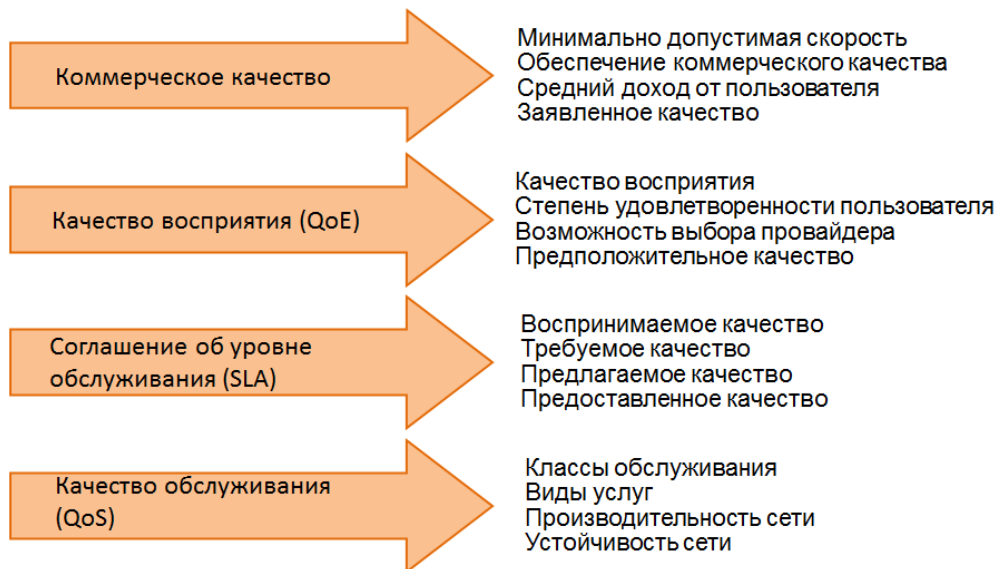 Коммерческое качество
Минимально допустимая скорость
Обеспечение коммерческого качества
Средний доход от пользователя
Заявленное качество
Качество восприятия (QoE)
Качество восприятия
Степень удовлетворенности пользователя
Возможность выбора провайдера
Предположительное качество
Соглашение об уровне
обслуживания (SLA)
Воспринимаемое качество
Требуемое качество
Предлагаемое качество
Предоставленное качество
Качество обслуживания
(QoS)
Классы обслуживания
Виды услуг
Производительность сети
Устойчивость сети